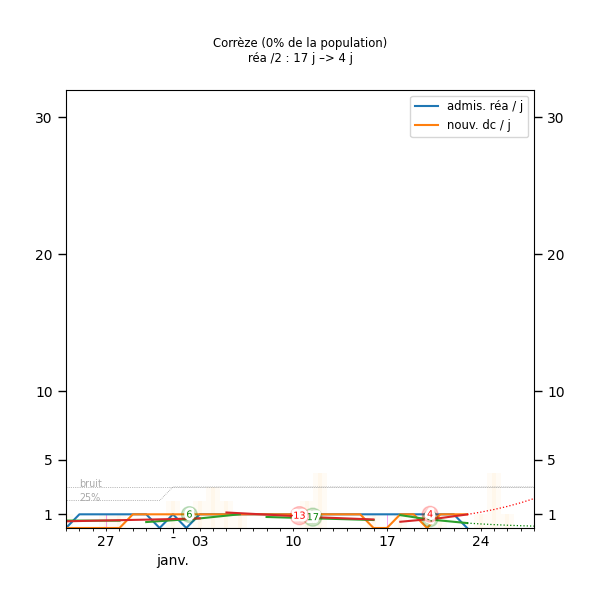 Corrèze (0% de la population)
réa /2 : 17 j –> 4 j
admis. réa / j
nouv. dc / j
30 30
20 20
10 10
5 5
bruit
25%
6 13 17 4
1 1
27 - 03 10 17 24
janv.